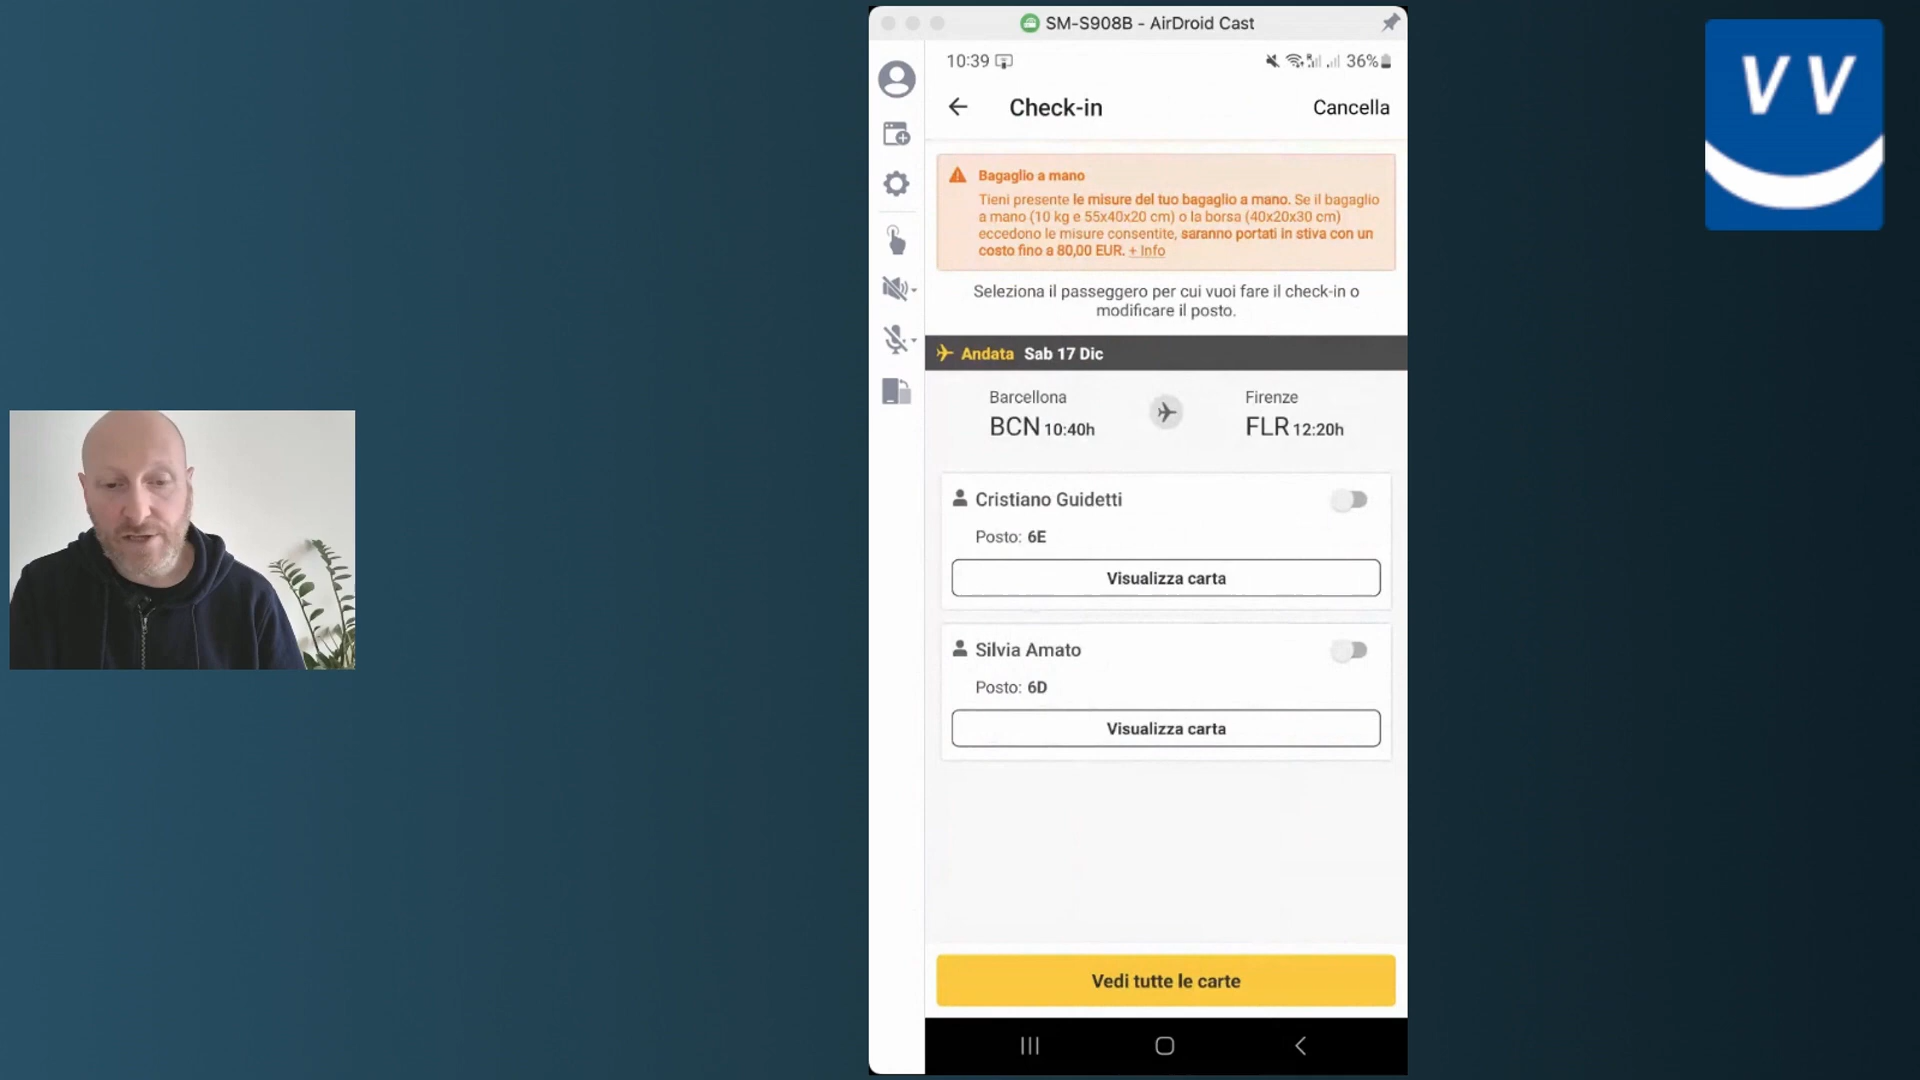 SM-S908B - AirDroid Cast
10:39
36%
Check-in
Cancella
Bagaglio a mano
Tieni presente le misure del tuo bagaglio a mano. Se il bagaglio
a mano (10 kg e 55x40x20 cm) o la borsa (40x20x30 cm)
eccedono le misure consentite, saranno portati in stiva con un
costo fino a 80,00 EUR. + Info
Seleziona il passeggero per cui vuoi fare il check-in o
modificare il posto.
Andata Sab 17 Dic
Barcellona
BCN 10:40h
Firenze
FLR 12:20h
Cristiano Guidetti
Posto: 6E
Visualizza carta
Silvia Amato
Posto: 6D
Visualizza carta
Vedi tutte le carte
VV